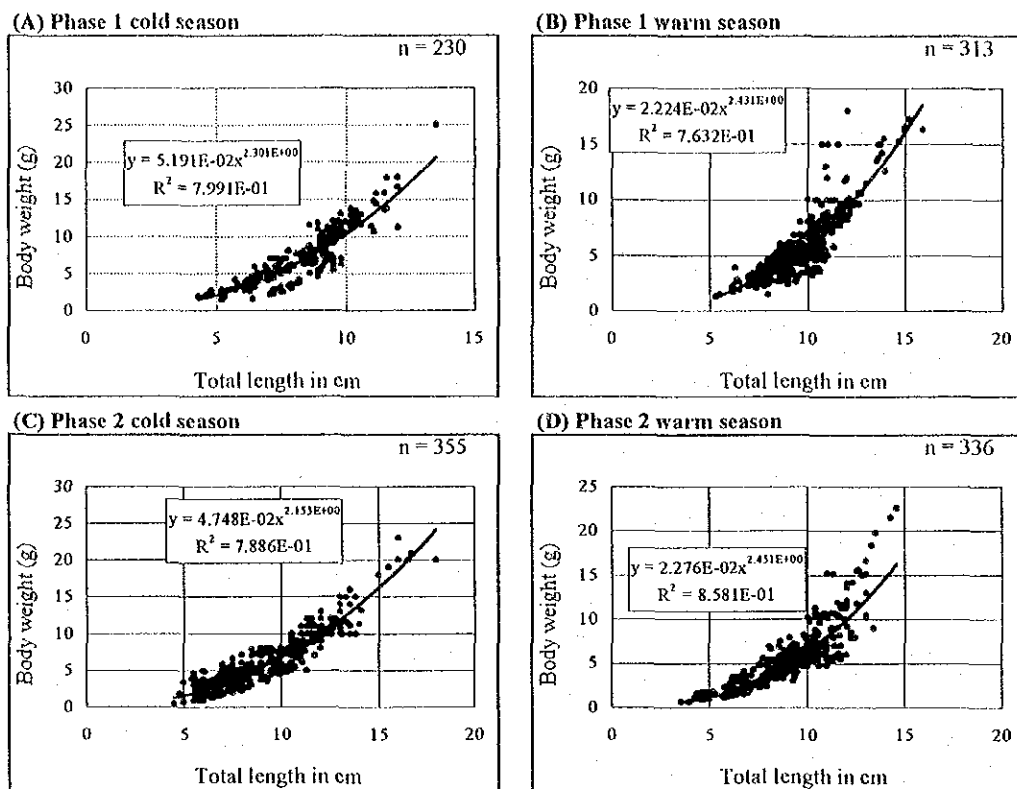 (A) Phase 1 cold season
n = 230
30
25
20
15
10
5
0
y = 5.191E-02x^2.301E+00
R² = 7.991E-01
Body weight (g)
0 5 10 15
Total length in cm
(B) Phase 1 warm season
n = 313
20
15
10
5
0
y = 2.224E-02x^2.431E+00
R² = 7.632E-01
Body weight (g)
0 5 10 15 20
Total length in cm
(C) Phase 2 cold season
n = 355
30
25
20
15
10
5
0
y = 4.748E-02x^2.153E+00
R² = 7.886E-01
Body weight (g)
0 5 10 15 20
Total length in cm
(D) Phase 2 warm season
n = 336
25
20
15
10
5
0
y = 2.276E-02x^2.451E+00
R² = 8.581E-01
Body weight (g)
0 5 10 15 20
Total length in cm